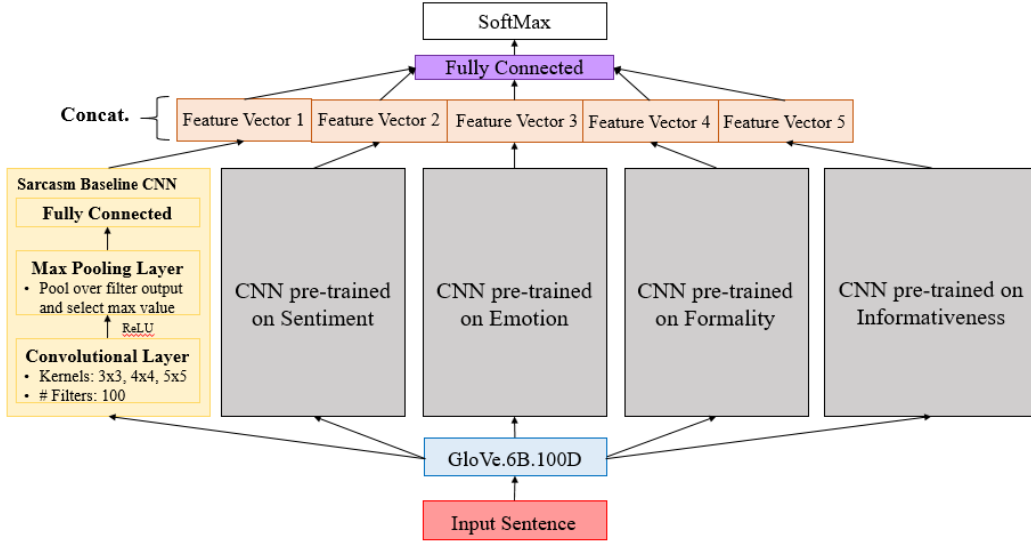 SoftMax
Fully Connected
Concat.
Feature Vector 1
Feature Vector 2
Feature Vector 3
Feature Vector 4
Feature Vector 5
Sarcasm Baseline CNN
Fully Connected
Max Pooling Layer
• Pool over filter output
and select max value
ReLU
Convolutional Layer
• Kernels: 3x3, 4x4, 5x5
• # Filters: 100
CNN pre-trained
on Sentiment
CNN pre-trained
on Emotion
CNN pre-trained
on Formality
CNN pre-trained on
Informativeness
GloVe.6B.100D
Input Sentence